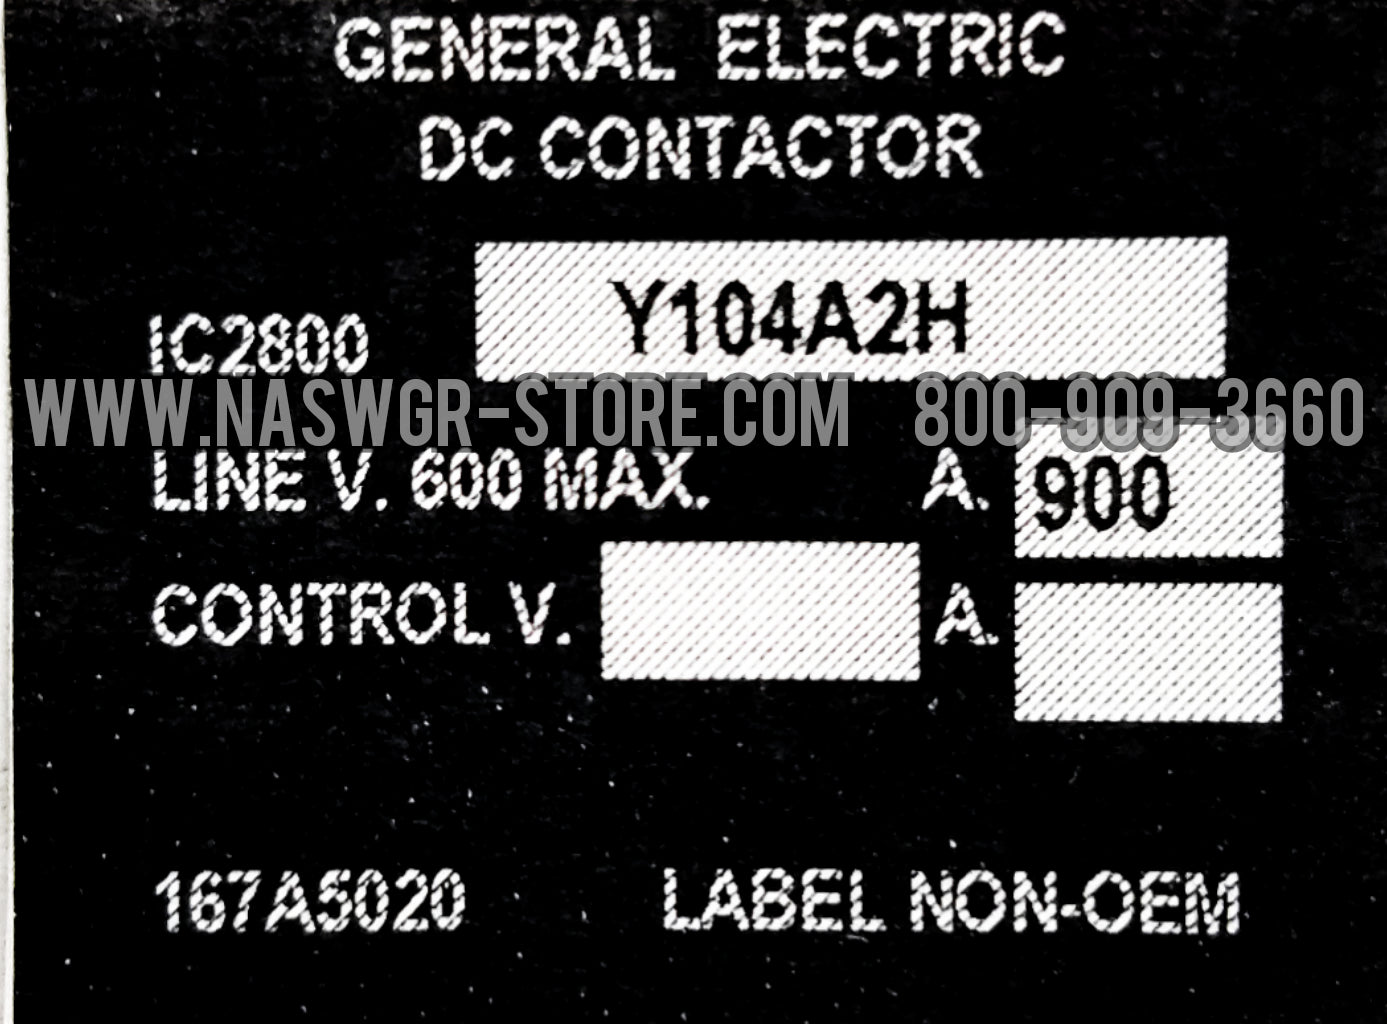 GENERAL ELECTRIC
DC CONTACTOR
IC2800 Y104A2H
WWW.NASWGR-STORE.COM 800-909-3660
LINE V. 600 MAX. A. 900
CONTROL V. A.
167A5020 LABEL NON-OEM